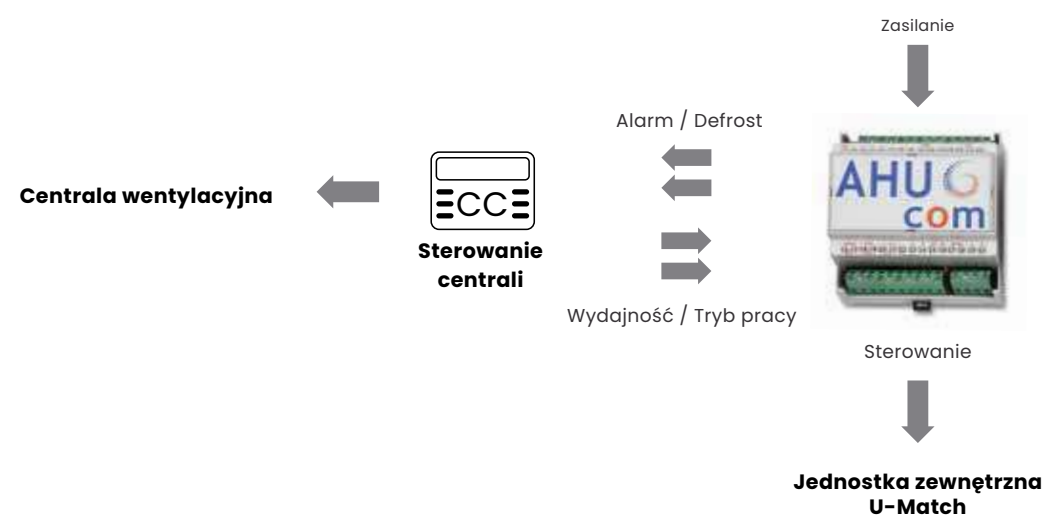 Zasilanie
Alarm / Defrost
AHU
com
Centrala wentylacyjna
CC
Sterowanie
centrali
Wydajność / Tryb pracy
Sterowanie
Jednostka zewnętrzna
U-Match